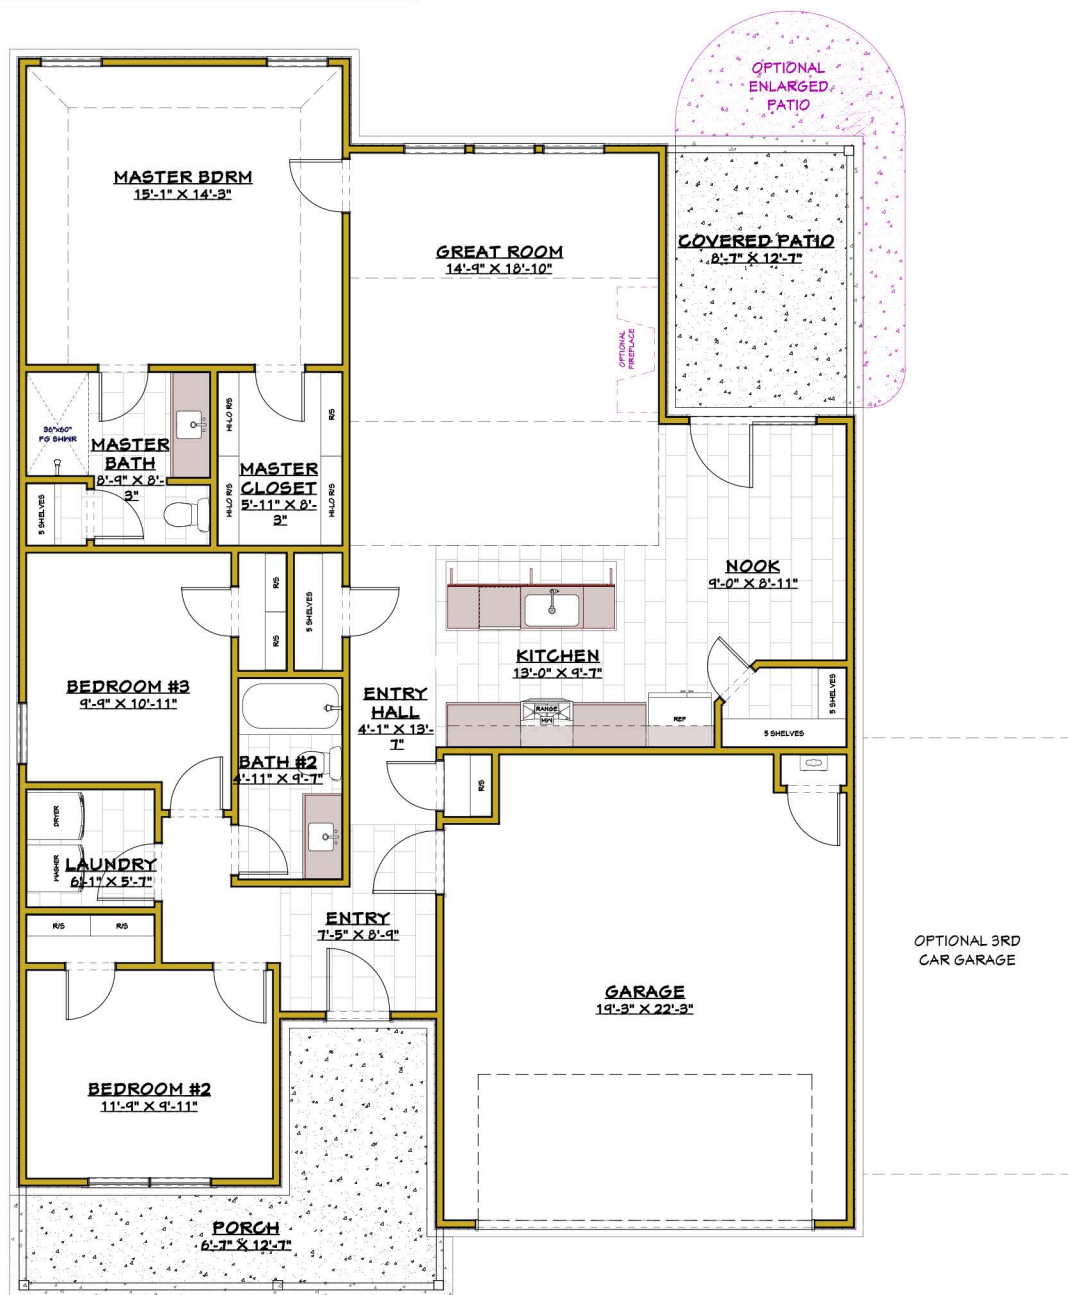 OPTIONAL
ENLARGED
PATIO
MASTER BDRM
15'-1" X 14'-3"
GREAT ROOM
14'-9" X 18'-10"
COVERED PATIO
8'-7" X 12'-7"
OPTIONAL
FIREPLACE
36"x60"
FG SHWR
MASTER
BATH
8'-9" X 8'-
3"
5 SHELVES
HI-LO R/S
R/S
HI-LO R/S
R/S
HI-LO R/S
MASTER
CLOSET
5'-11" X 8'-
3"
R/S
R/S
5 SHELVES
NOOK
9'-0" X 8'-11"
KITCHEN
13'-0" X 9'-7"
BEDROOM #3
9'-9" X 10'-11"
ENTRY
HALL
4'-1" X 13'-
7"
RANGE
M/V
REF
5 SHELVES
5 SHELVES
BATH #2
4'-11" X 9'-7"
R/S
DRYER
WASHER
LAUNDRY
6'-1" X 5'-7"
R/S
R/S
ENTRY
7'-5" X 8'-9"
OPTIONAL 3RD
CAR GARAGE
GARAGE
19'-3" X 22'-3"
BEDROOM #2
11'-9" X 9'-11"
PORCH
6'-7" X 12'-7"